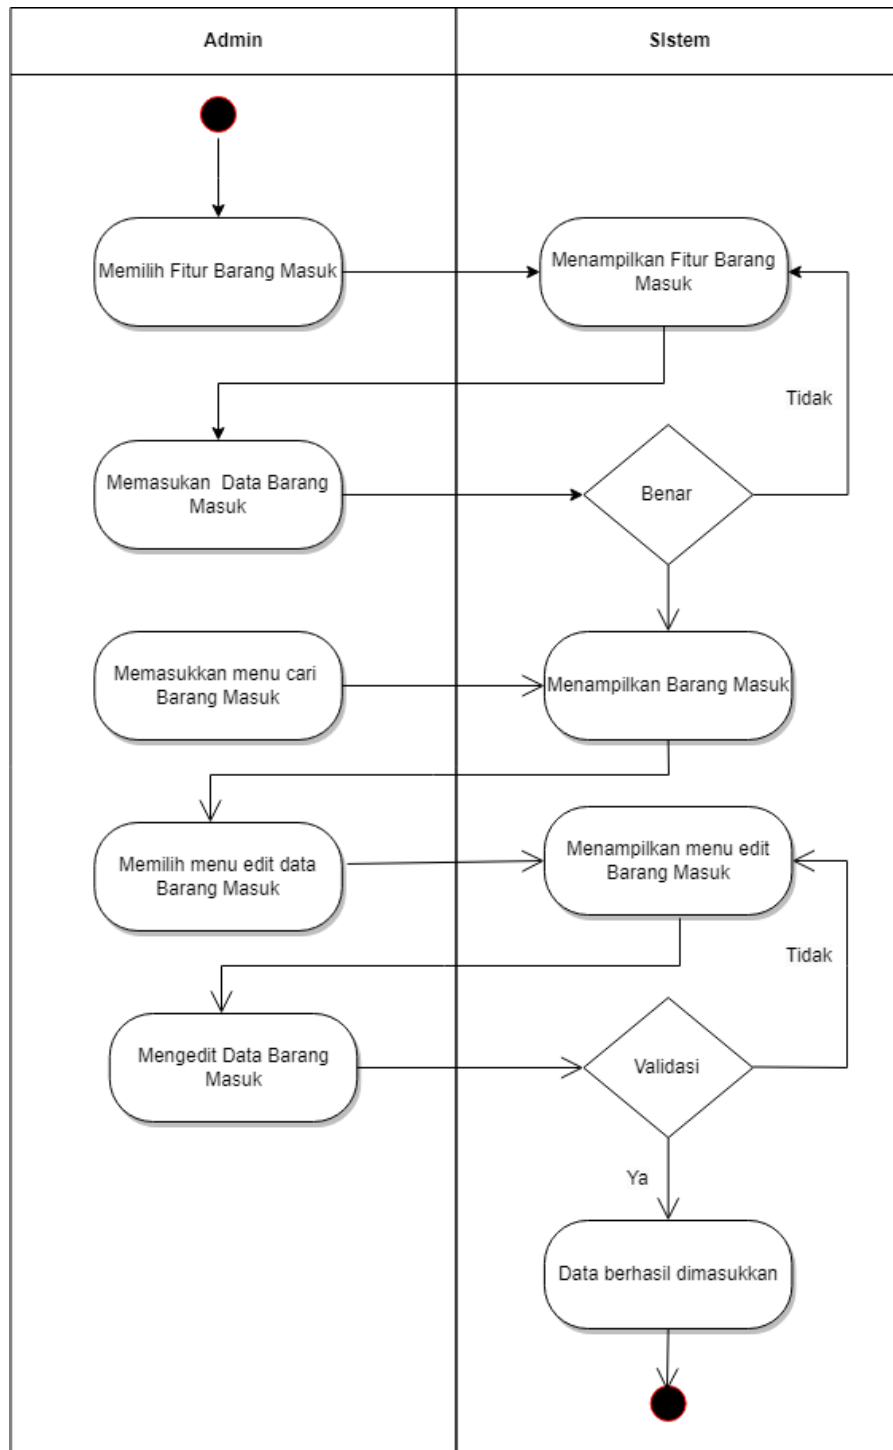 Admin
SIstem
Memilih Fitur Barang Masuk
Menampilkan Fitur Barang
Masuk
Tidak
Memasukan  Data Barang
Masuk
Benar
Memasukkan menu cari
Barang Masuk
Menampilkan Barang Masuk
Memilih menu edit data
Barang Masuk
Menampilkan menu edit
Barang Masuk
Tidak
Mengedit Data Barang
Masuk
Validasi
Ya
Data berhasil dimasukkan